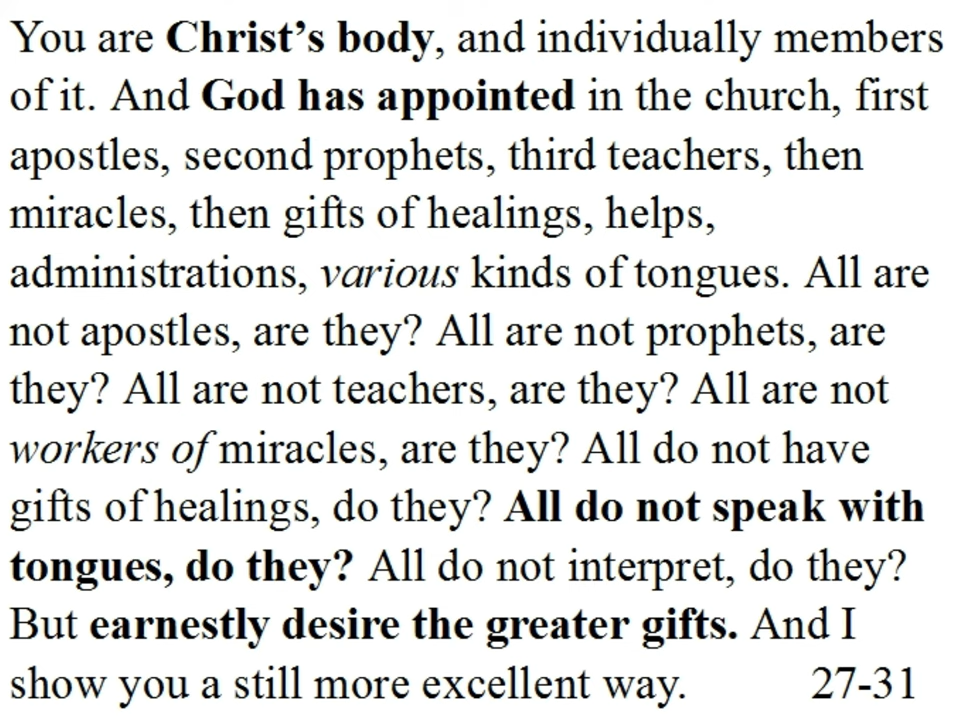 You are Christ’s body, and individually members
of it. And God has appointed in the church, first
apostles, second prophets, third teachers, then
miracles, then gifts of healings, helps,
administrations, various kinds of tongues. All are
not apostles, are they? All are not prophets, are
they? All are not teachers, are they? All are not
workers of miracles, are they? All do not have
gifts of healings, do they? All do not speak with
tongues, do they? All do not interpret, do they?
But earnestly desire the greater gifts. And I
show you a still more excellent way. 27-31